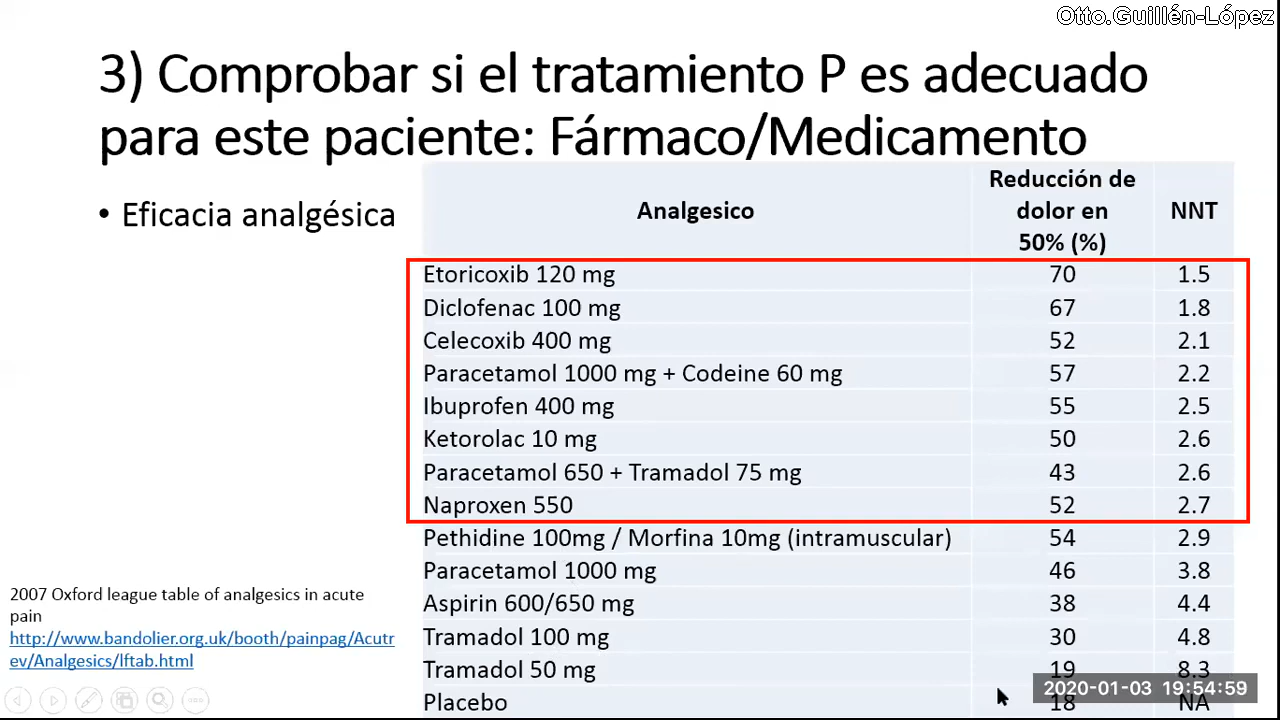 Otto.Guillén-López
3) Comprobar si el tratamiento P es adecuado
para este paciente: Fármaco/Medicamento
• Eficacia analgésica
Analgesico Reducción de dolor en 50% (%) NNT
Etoricoxib 120 mg 70 1.5
Diclofenac 100 mg 67 1.8
Celecoxib 400 mg 52 2.1
Paracetamol 1000 mg + Codeine 60 mg 57 2.2
Ibuprofen 400 mg 55 2.5
Ketorolac 10 mg 50 2.6
Paracetamol 650 + Tramadol 75 mg 43 2.6
Naproxen 550 52 2.7
Pethidine 100mg / Morfina 10mg (intramuscular) 54 2.9
Paracetamol 1000 mg 46 3.8
Aspirin 600/650 mg 38 4.4
Tramadol 100 mg 30 4.8
Tramadol 50 mg 19 8.3
Placebo 18 NA
2007 Oxford league table of analgesics in acute
pain
http://www.bandolier.org.uk/booth/painpag/Acutr
ev/Analgesics/lftab.html
2020-01-03 19:54:59